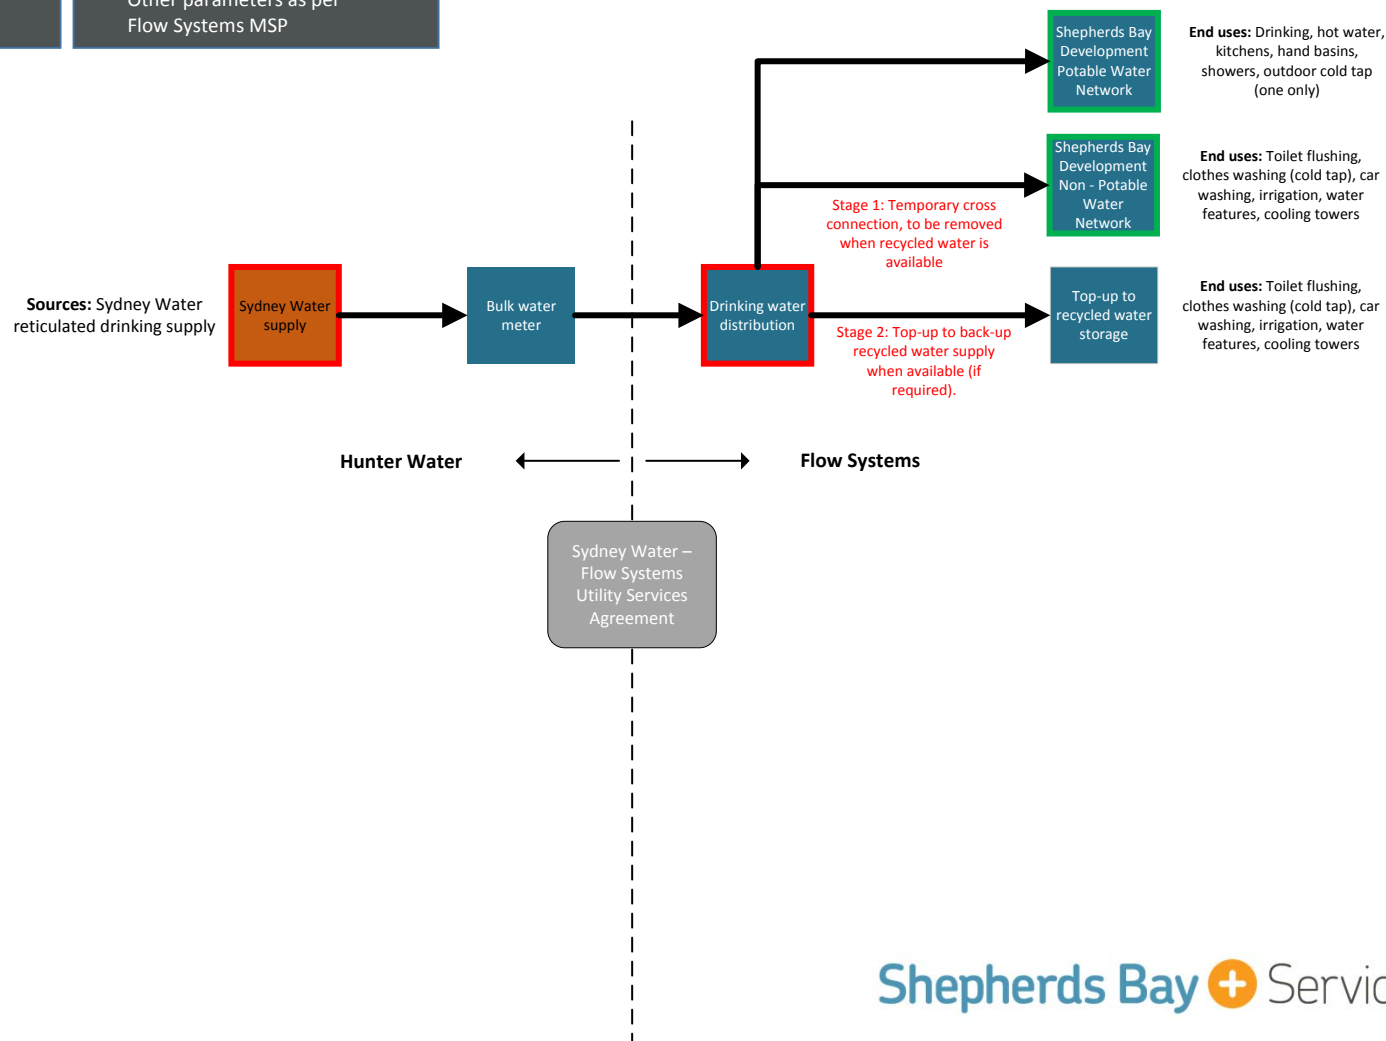 Other parameters as per
Flow Systems MSP
Shepherds Bay
Development
Potable Water
Network
End uses: Drinking, hot water,
kitchens, hand basins,
showers, outdoor cold tap
(one only)
Shepherds Bay
Development
Non - Potable
Water
Network
End uses: Toilet flushing,
clothes washing (cold tap), car
washing, irrigation, water
features, cooling towers
Stage 1: Temporary cross
connection, to be removed
when recycled water is
available
Sources: Sydney Water
reticulated drinking supply
Sydney Water
supply
Bulk water
meter
Drinking water
distribution
Top-up to
recycled water
storage
End uses: Toilet flushing,
clothes washing (cold tap), car
washing, irrigation, water
features, cooling towers
Stage 2: Top-up to back-up
recycled water supply
when available (if
required).
Hunter Water
Flow Systems
Sydney Water –
Flow Systems
Utility Services
Agreement
Shepherds Bay + Servic